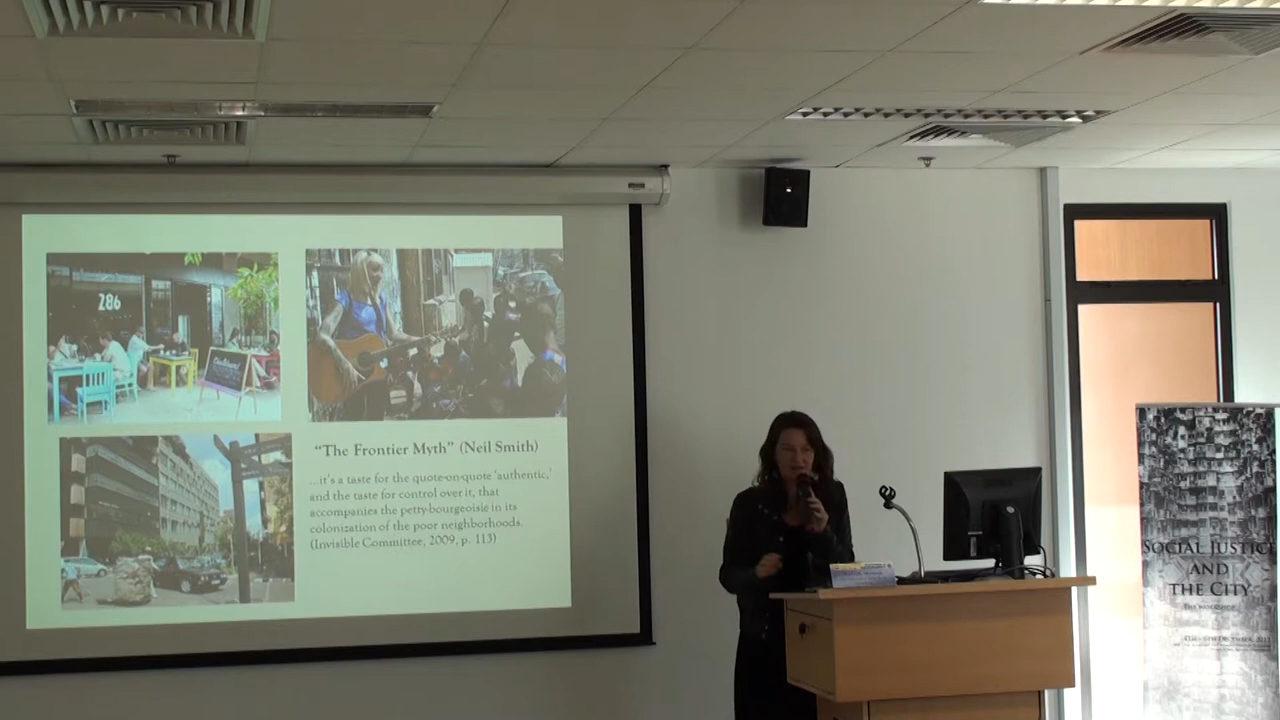 286
“The Frontier Myth” (Neil Smith)
...it's a taste for the quote-on-quote 'authentic,'
and the taste for control over it, that
accompanies the petty-bourgeoisie in its
colonization of the poor neighborhoods.
(Invisible Committee, 2009, p. 113)
SOCIAL JUSTICE
AND
THE CITY
THE WORKSHOP